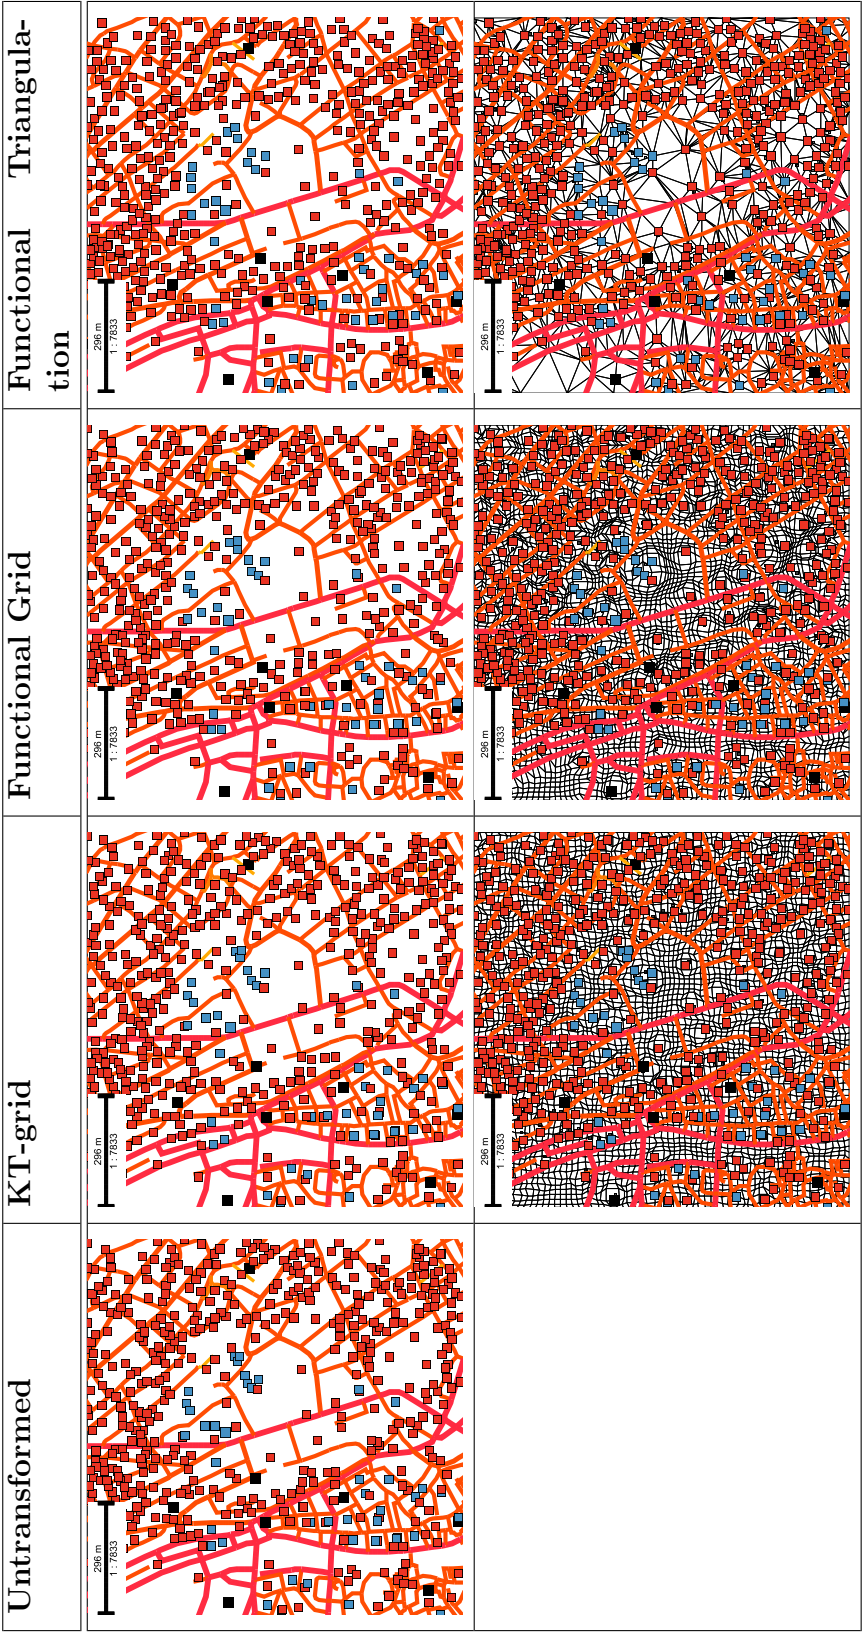 Untransformed
KT-grid
Functional Grid
Functional Triangula-
tion
296 m
1 : 7833
296 m
1 : 7833
296 m
1 : 7833
296 m
1 : 7833
296 m
1 : 7833
296 m
1 : 7833
296 m
1 : 7833